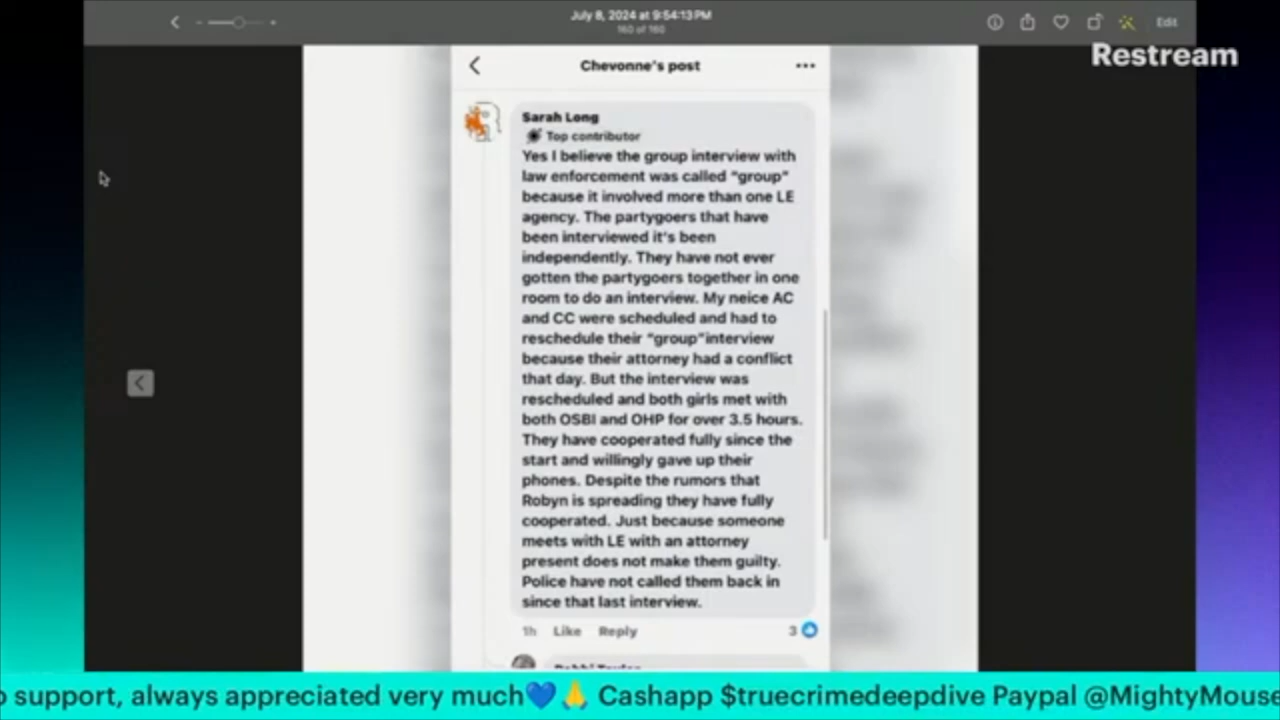 July 8, 2024 at 9:54:13 PM
160 of 160
Edit
Restream
Chevonne's post
Sarah Long
Top contributor
Yes I believe the group interview with
law enforcement was called "group"
because it involved more than one LE
agency. The partygoers that have
been interviewed it's been
independently. They have not ever
gotten the partygoers together in one
room to do an interview. My neice AC
and CC were scheduled and had to
reschedule their "group"interview
because their attorney had a conflict
that day. But the interview was
rescheduled and both girls met with
both OSBI and OHP for over 3.5 hours.
They have cooperated fully since the
start and willingly gave up their
phones. Despite the rumors that
Robyn is spreading they have fully
cooperated. Just because someone
meets with LE with an attorney
present does not make them guilty.
Police have not called them back in
since that last interview.
1h Like Reply 3
support, always appreciated very much💙🙏 Cashapp $truecrimedeepdive Paypal @MightyMouse